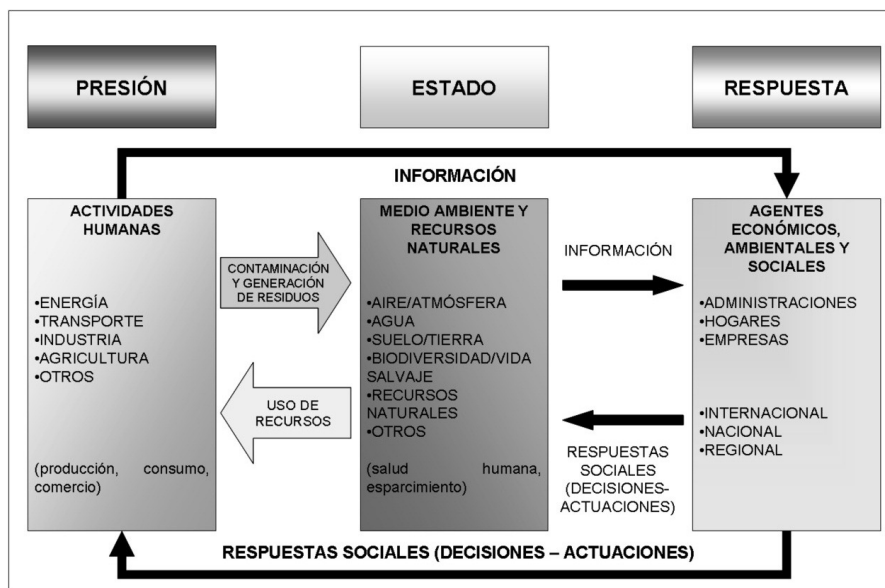 PRESIÓN
ESTADO
RESPUESTA
INFORMACIÓN
ACTIVIDADES
HUMANAS
•ENERGÍA
•TRANSPORTE
•INDUSTRIA
•AGRICULTURA
•OTROS
(producción, consumo,
comercio)
CONTAMINACIÓN
Y GENERACIÓN
DE RESIDUOS
USO DE
RECURSOS
MEDIO AMBIENTE Y
RECURSOS
NATURALES
•AIRE/ATMÓSFERA
•AGUA
•SUELO/TIERRA
•BIODIVERSIDAD/VIDA
SALVAJE
•RECURSOS
NATURALES
•OTROS
(salud humana,
esparcimiento)
INFORMACIÓN
RESPUESTAS
SOCIALES
(DECISIONES-
ACTUACIONES)
AGENTES
ECONÓMICOS,
AMBIENTALES Y
SOCIALES
•ADMINISTRACIONES
•HOGARES
•EMPRESAS
•INTERNACIONAL
•NACIONAL
•REGIONAL
RESPUESTAS SOCIALES (DECISIONES – ACTUACIONES)